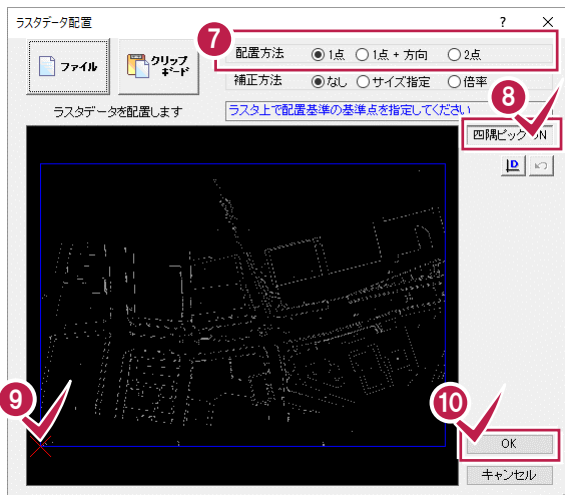 ラスタデータ配置 ? ×
7
ファイル
クリップボード
配置方法 1点 1点 + 方向 2点
補正方法 なし サイズ指定 倍率
8
ラスタデータを配置します
ラスタ上で配置基準の基準点を指定してください
四隅ピック ON
9
10
OK
キャンセル